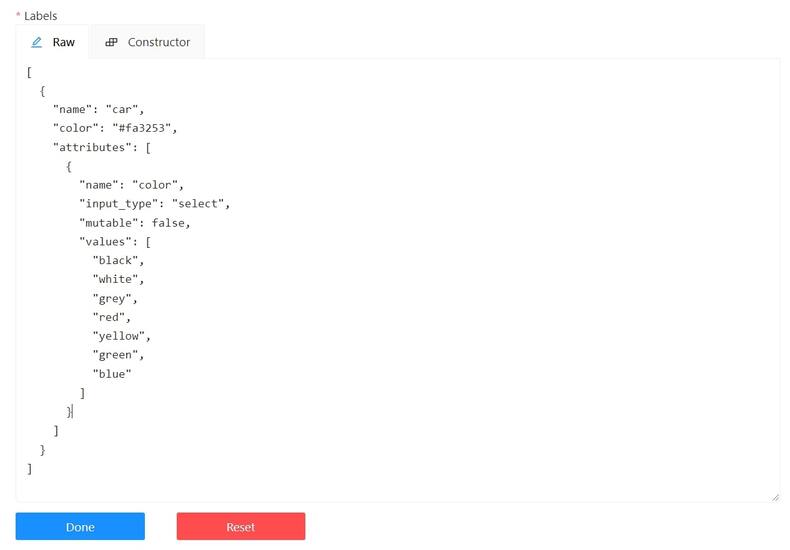 * Labels
Raw Constructor
[
  {
    "name": "car",
    "color": "#fa3253",
    "attributes": [
      {
        "name": "color",
        "input_type": "select",
        "mutable": false,
        "values": [
          "black",
          "white",
          "grey",
          "red",
          "yellow",
          "green",
          "blue"
        ]
      }
    ]
  }
]
Done Reset